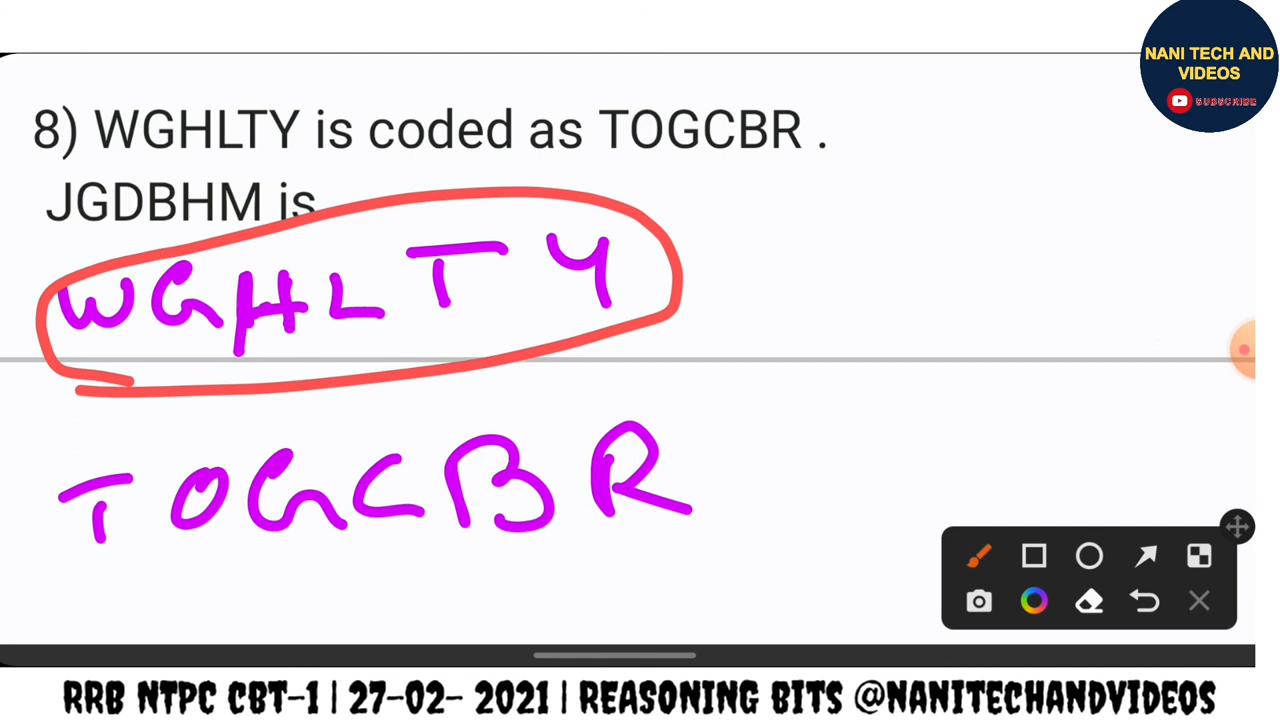 NANI TECH AND
VIDEOS
SUBSCRIBE
8) WGHLTY is coded as TOGCBR .
JGDBHM is
WGHLTY
TOGCBR
RRB NTPC CBT-1 | 27-02- 2021 | REASONING BITS @NANITECHANDVIDEOS